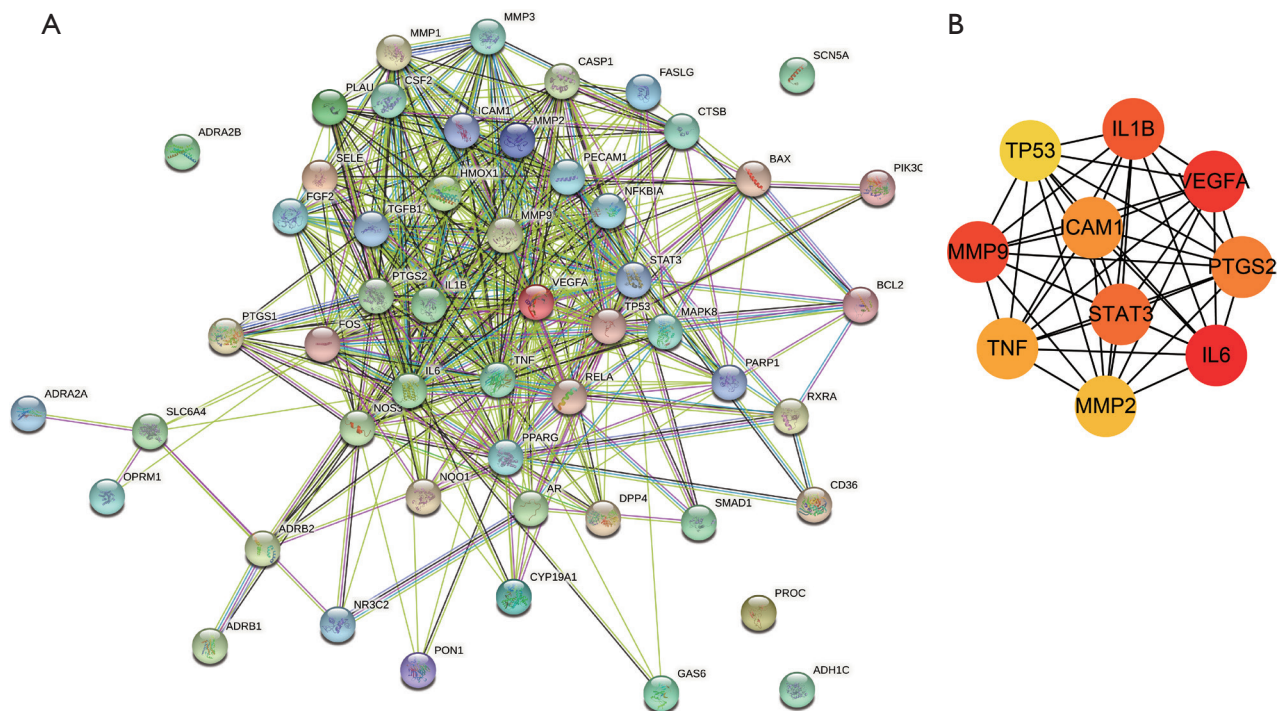 A
B
MMP3
MMP1
SCN5A
CASP1
FASLG
PLAU
CSF2
ICAM1
MMP2
CTSB
ADRA2B
SELE
HMOX1
PECAM1
BAX
PIK3C
FGF2
TGFB1
NFKBIA
MMP9
STAT3
PTGS2
IL1B
VEGFA
TP53
MAPK8
BCL2
PTGS1
FOS
IL6
TNF
RELA
PARP1
RXRA
ADRA2A
SLC6A4
NOS3
PPARG
OPRM1
NQO1
AR
DPP4
SMAD1
CD36
ADRB2
CYP19A1
PROC
NR3C2
ADRB1
PON1
GAS6
ADH1C
IL1B
TP53
VEGFA
CAM1
MMP9
PTGS2
STAT3
TNF
IL6
MMP2